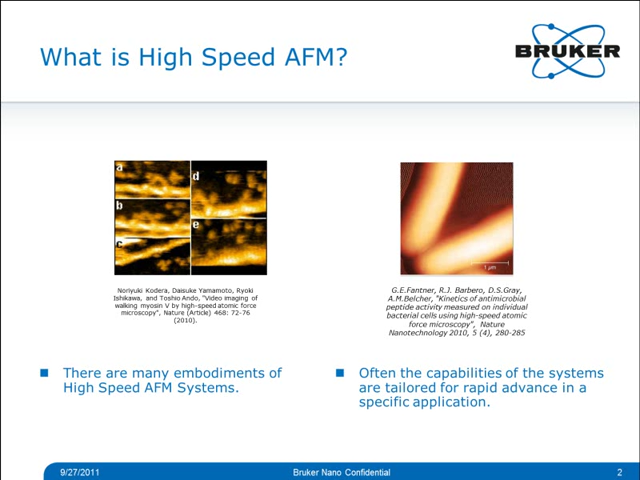 What is High Speed AFM?
BRUKER
a
b
c
d
e
1 µm
Noriyuki Kodera, Daisuke Yamamoto, Ryoki
Ishikawa, and Toshio Ando, "Video imaging of
walking myosin V by high-speed atomic force
microscopy", Nature (Article) 468: 72-76
(2010).
G.E.Fantner, R.J. Barbero, D.S.Gray,
A.M.Belcher, "Kinetics of antimicrobial
peptide activity measured on individual
bacterial cells using high-speed atomic
force microscopy", Nature
Nanotechnology 2010, 5 (4), 280-285
There are many embodiments of
High Speed AFM Systems.
Often the capabilities of the systems
are tailored for rapid advance in a
specific application.
9/27/2011
Bruker Nano Confidential
2